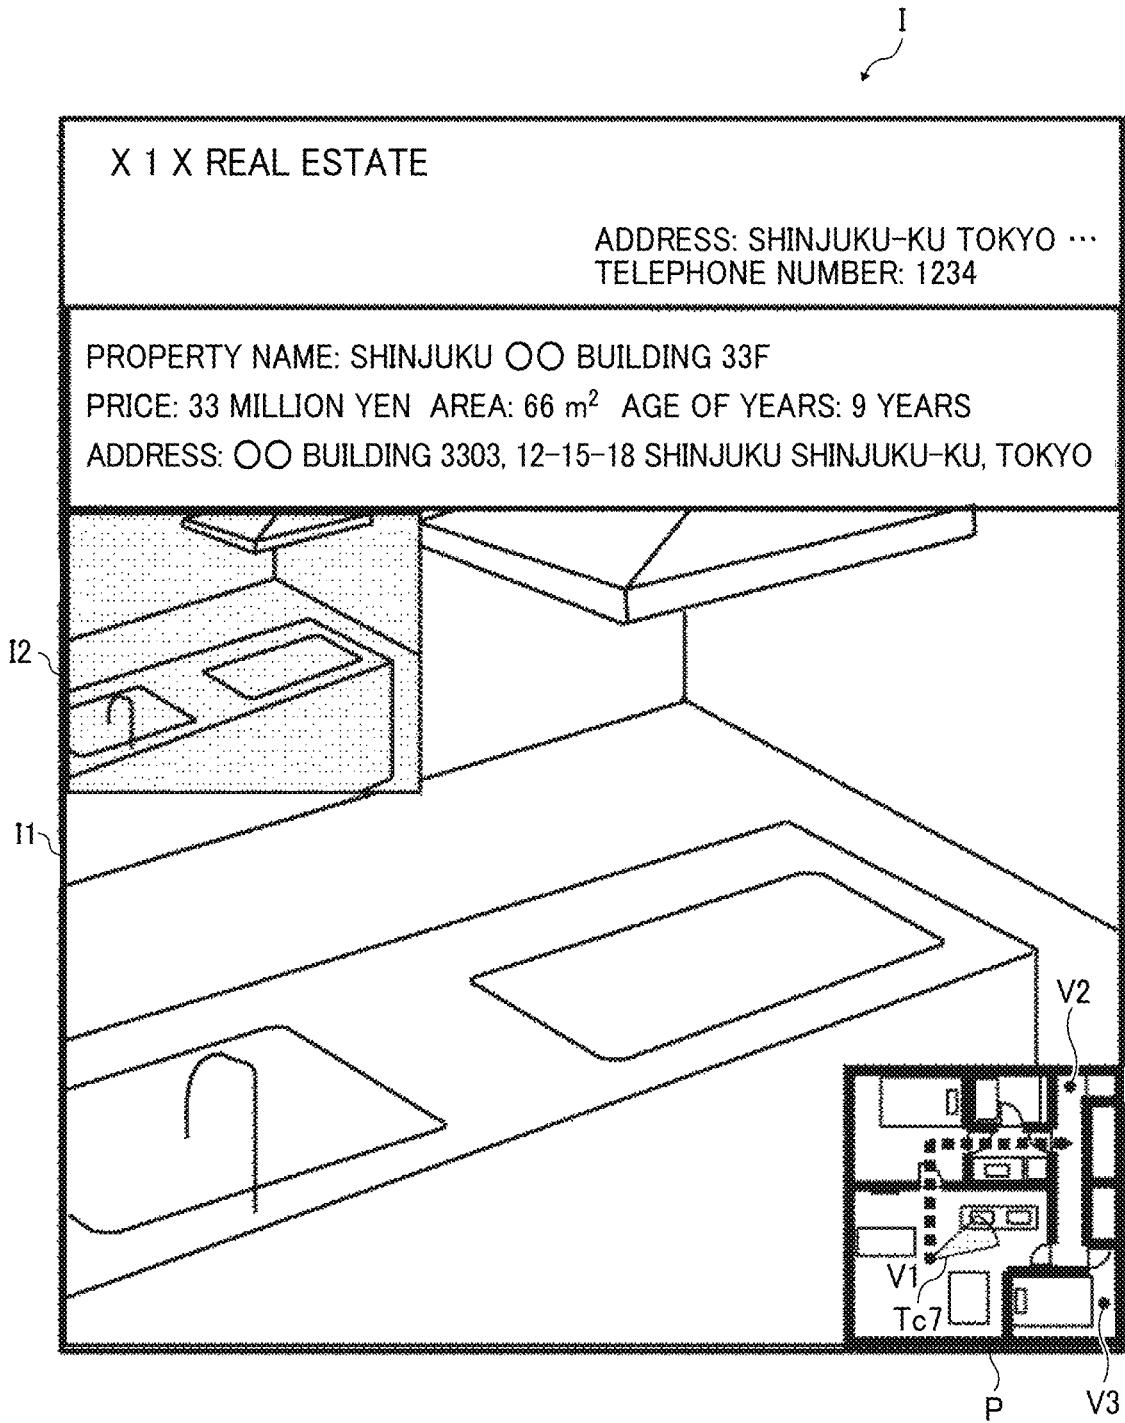 I
X 1 X REAL ESTATE
ADDRESS: SHINJUKU-KU TOKYO ···
TELEPHONE NUMBER: 1234
PROPERTY NAME: SHINJUKU ○○ BUILDING 33F
PRICE: 33 MILLION YEN AREA: 66 m² AGE OF YEARS: 9 YEARS
ADDRESS: ○○ BUILDING 3303, 12-15-18 SHINJUKU SHINJUKU-KU, TOKYO
I2
I1
V2
V1
Tc7
P
V3